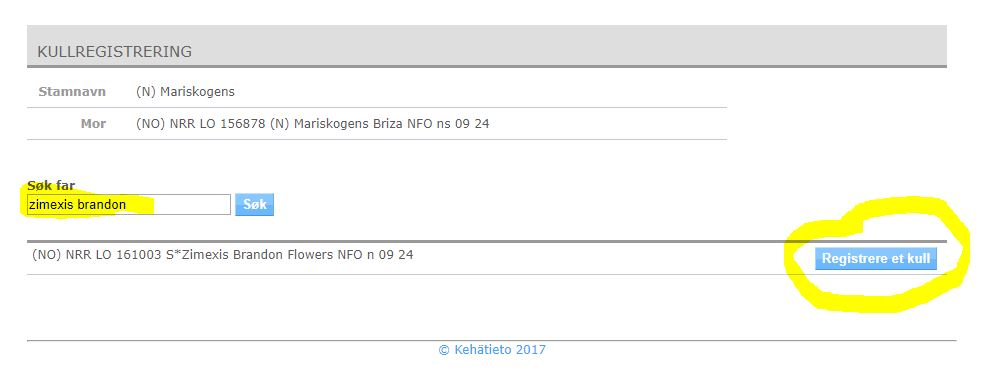 KULLREGISTRERING
Stamnavn (N) Mariskogens
Mor (NO) NRR LO 156878 (N) Mariskogens Briza NFO ns 09 24
Søk far
zimexis brandon Søk
(NO) NRR LO 161003 S*Zimexis Brandon Flowers NFO n 09 24 Registrere et kull
© Kehätieto 2017